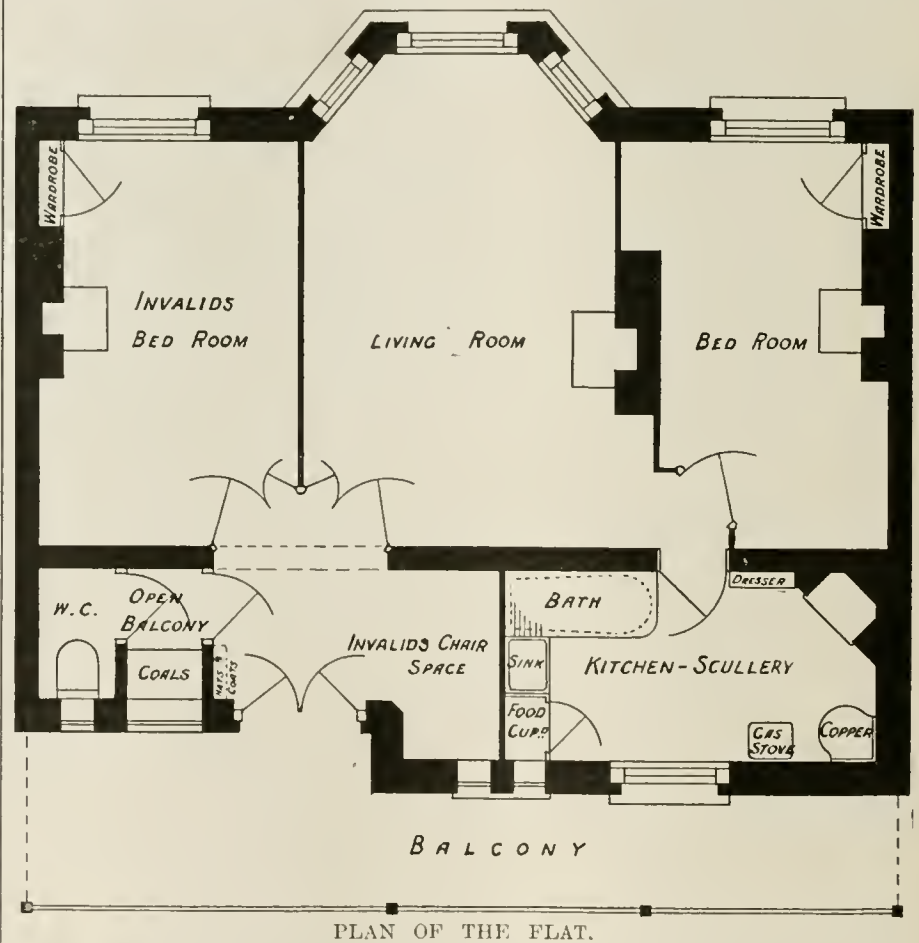 WARDROBE
WARDROBE
INVALIDS
BED ROOM
LIVING ROOM
BED ROOM
W.C.
OPEN
BALCONY
COALS
HATS
COATS
INVALIDS CHAIR
SPACE
BATH
SINK
FOOD
CUPD
DRESSER
KITCHEN-SCULLERY
GAS
STOVE
COPPER
BALCONY
PLAN OF THE FLAT.